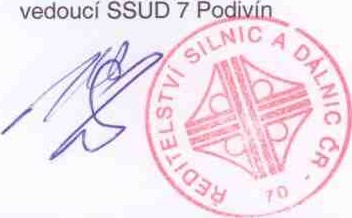 vedoucí SSUD 7 Podivín
ŘEDITELSTVÍ SILNIC A DÁLNIC ČR -
70